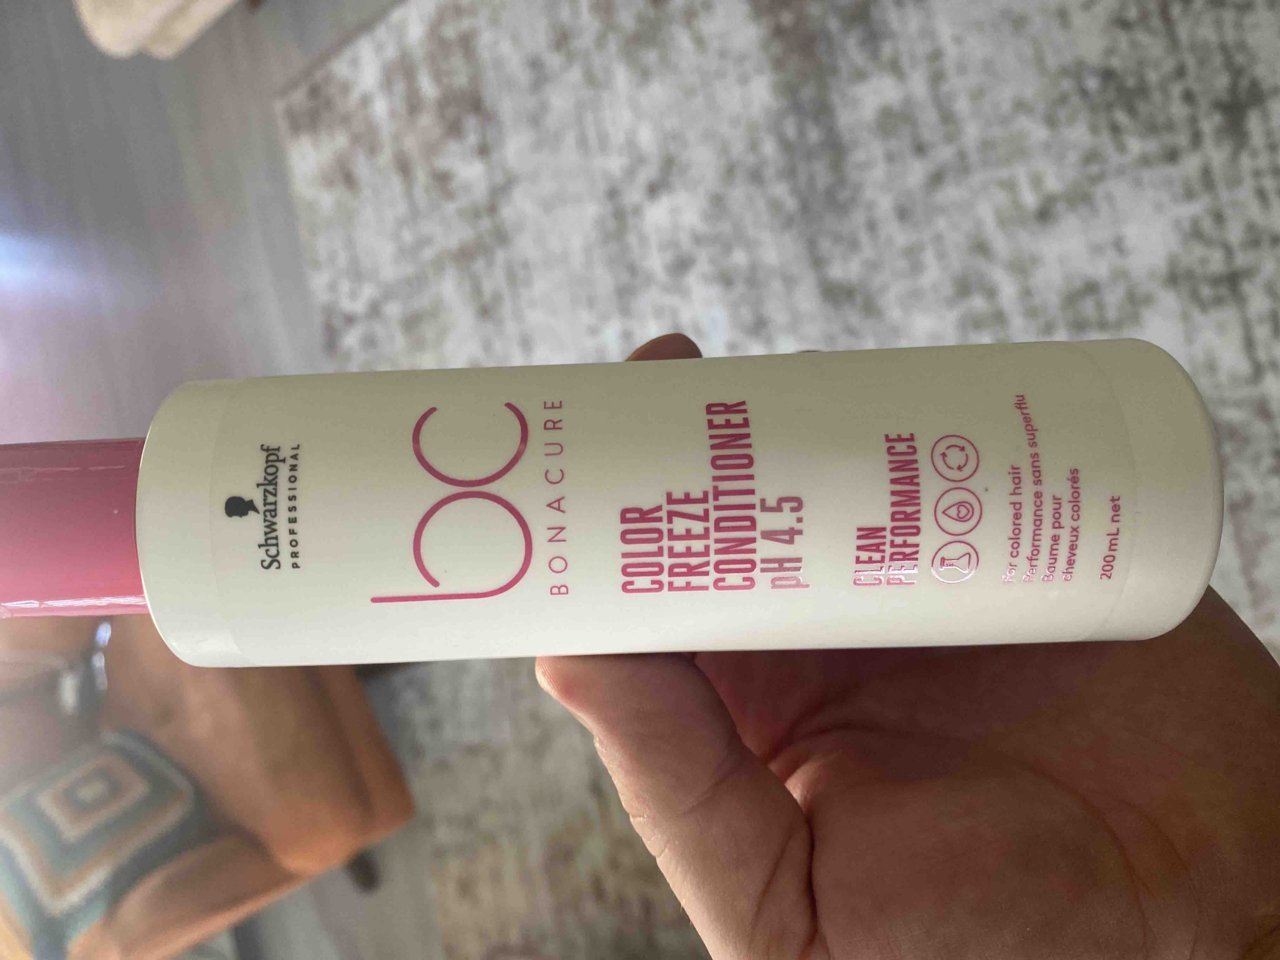 Schwarzkopf
PROFESSIONAL
bc
BONACURE
COLOR
FREEZE
CONDITIONER
pH 4.5
CLEAN
PERFORMANCE
For colored hair
Performance sans superflu
Baume pour
cheveux colorés
200 mL net